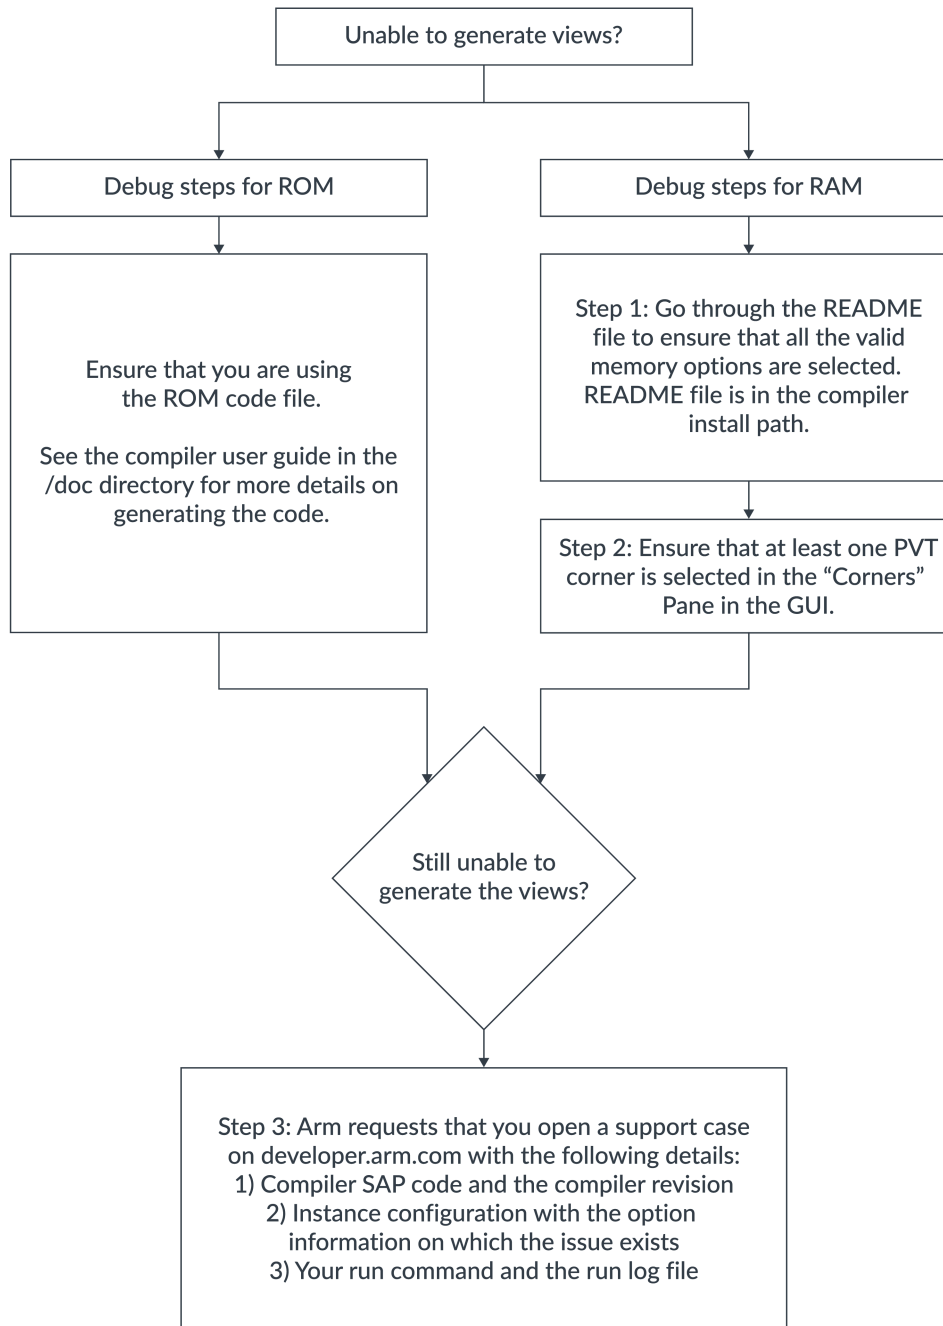 Unable to generate views?
Debug steps for ROM
Debug steps for RAM
Ensure that you are using
the ROM code file.
See the compiler user guide in the
/doc directory for more details on
generating the code.
Step 1: Go through the README
file to ensure that all the valid
memory options are selected.
README file is in the compiler
install path.
Step 2: Ensure that at least one PVT
corner is selected in the “Corners”
Pane in the GUI.
Still unable to
generate the views?
Step 3: Arm requests that you open a support case
on developer.arm.com with the following details:
1) Compiler SAP code and the compiler revision
2) Instance configuration with the option
information on which the issue exists
3) Your run command and the run log file